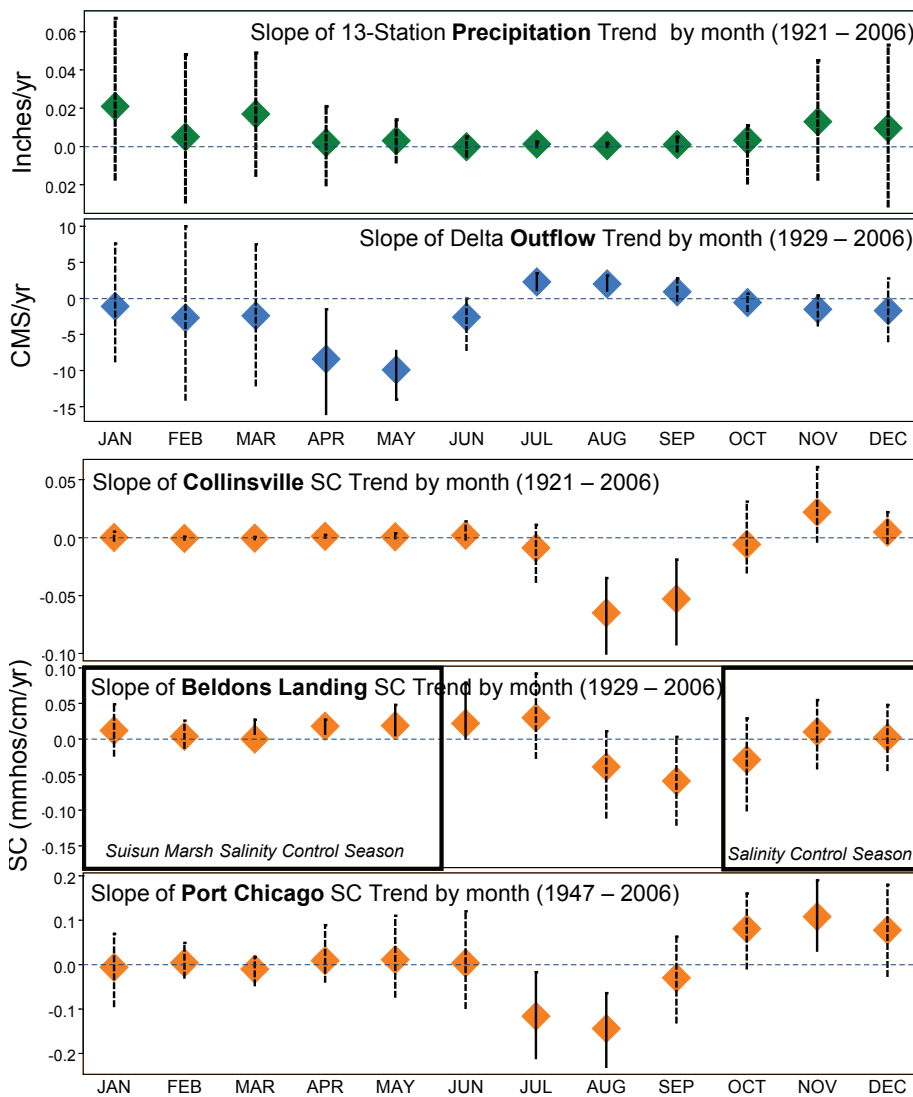 Slope of 13-Station Precipitation Trend by month (1921 – 2006)
Inches/yr
0.06
0.04
0.02
0.0
0.02
Slope of Delta Outflow Trend by month (1929 – 2006)
CMS/yr
10
5
0
-5
-10
-15
JAN FEB MAR APR MAY JUN JUL AUG SEP OCT NOV DEC
Slope of Collinsville SC Trend by month (1921 – 2006)
0.05
0.0
-0.05
-0.10
SC (mmhos/cm/yr)
Slope of Beldons Landing SC Trend by month (1929 – 2006)
0.10
0.05
0.0
-0.05
-0.10
-0.15
Suisun Marsh Salinity Control Season
Salinity Control Season
Slope of Port Chicago SC Trend by month (1947 – 2006)
0.2
0.1
0.0
-0.1
-0.2
JAN FEB MAR APR MAY JUN JUL AUG SEP OCT NOV DEC